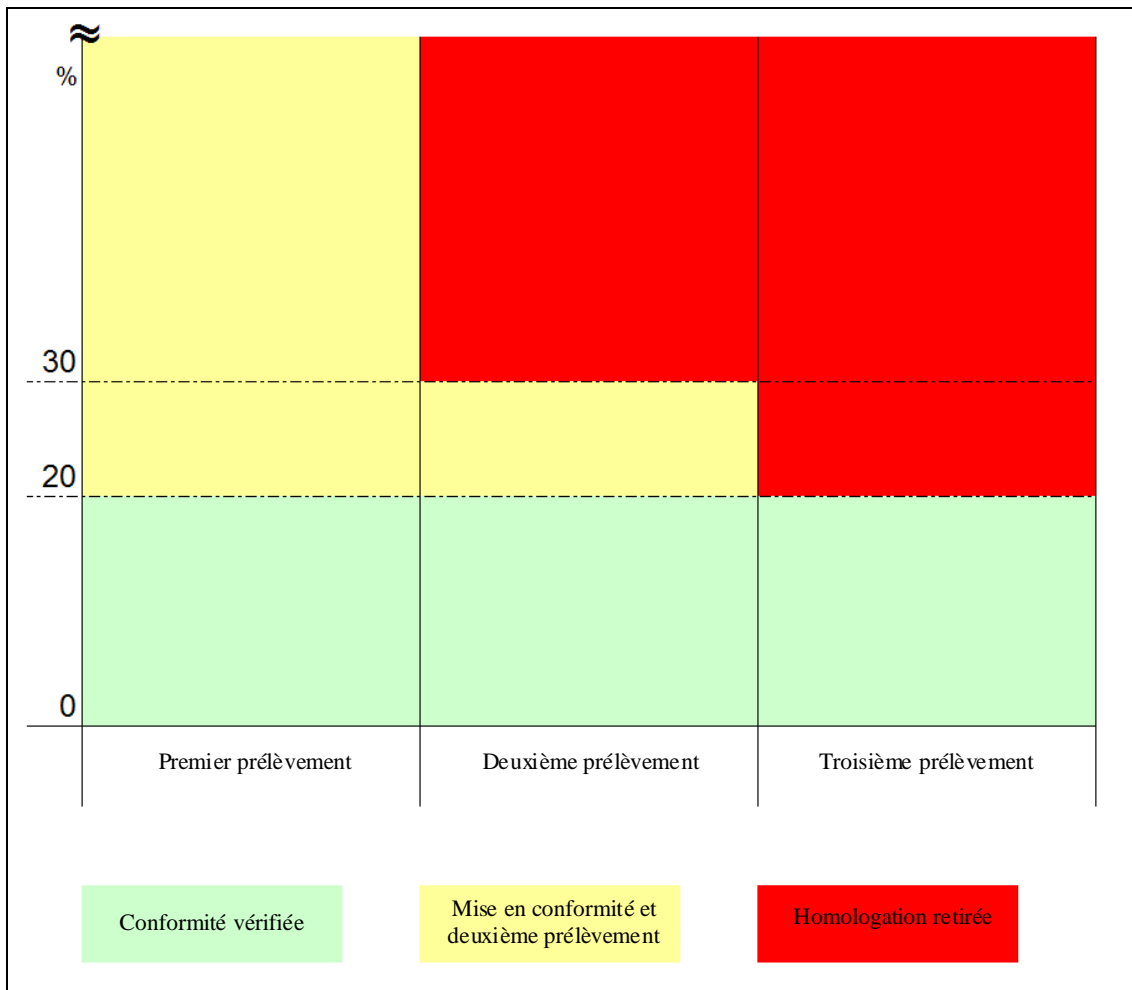 ≈
%
30
20
0
Premier prélèvement
Deuxième prélèvement
Troisième prélèvement
Conformité vérifiée
Mise en conformité et
deuxième prélèvement
Homologation retirée